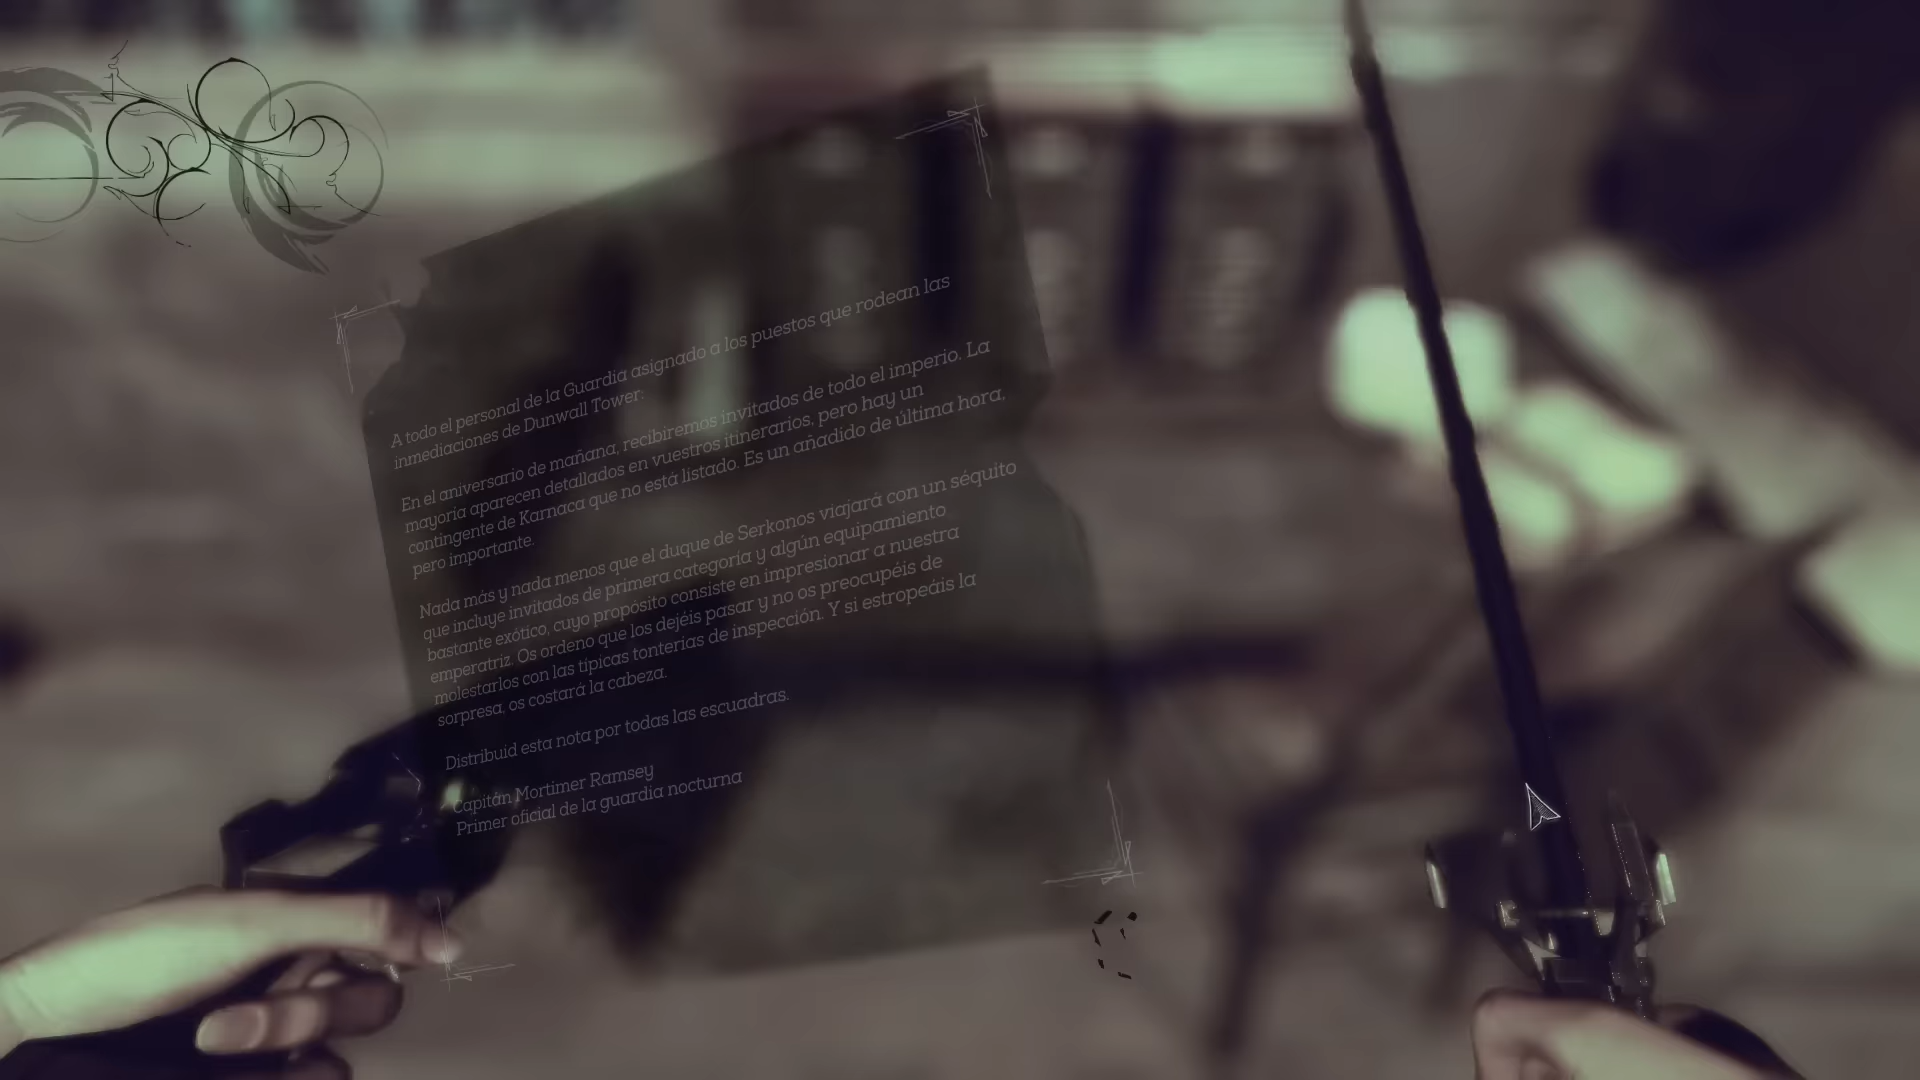 A todo el personal de la Guardia asignado a los puestos que rodean las
inmediaciones de Dunwall Tower:
En el aniversario de mañana, recibiremos invitados de todo el imperio. La
mayoría aparecen detallados en vuestros itinerarios, pero hay un
contingente de Karnaca que no está listado. Es un añadido de última hora,
pero importante.
Nada más y nada menos que el duque de Serkonos viajará con un séquito
que incluye invitados de primera categoría y algún equipamiento
bastante exótico, cuyo propósito consiste en impresionar a nuestra
emperatriz. Os ordeno que los dejéis pasar y no os preocupéis de
molestarlos con las típicas tonterías de inspección. Y si estropeáis la
sorpresa, os costará la cabeza.
Distribuid esta nota por todas las escuadras.
Capitán Mortimer Ramsey
Primer oficial de la guardia nocturna